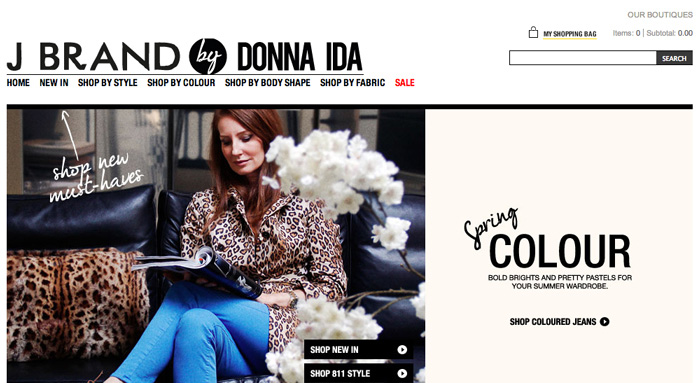 OUR BOUTIQUES
MY SHOPPING BAG Items: 0 | Subtotal: 0.00
J BRAND by DONNA IDA
SEARCH
HOME NEW IN SHOP BY STYLE SHOP BY COLOUR SHOP BY BODY SHAPE SHOP BY FABRIC SALE
shop new
must-haves
Spring
COLOUR
BOLD BRIGHTS AND PRETTY PASTELS FOR
YOUR SUMMER WARDROBE.
SHOP COLOURED JEANS
SHOP NEW IN
SHOP 811 STYLE